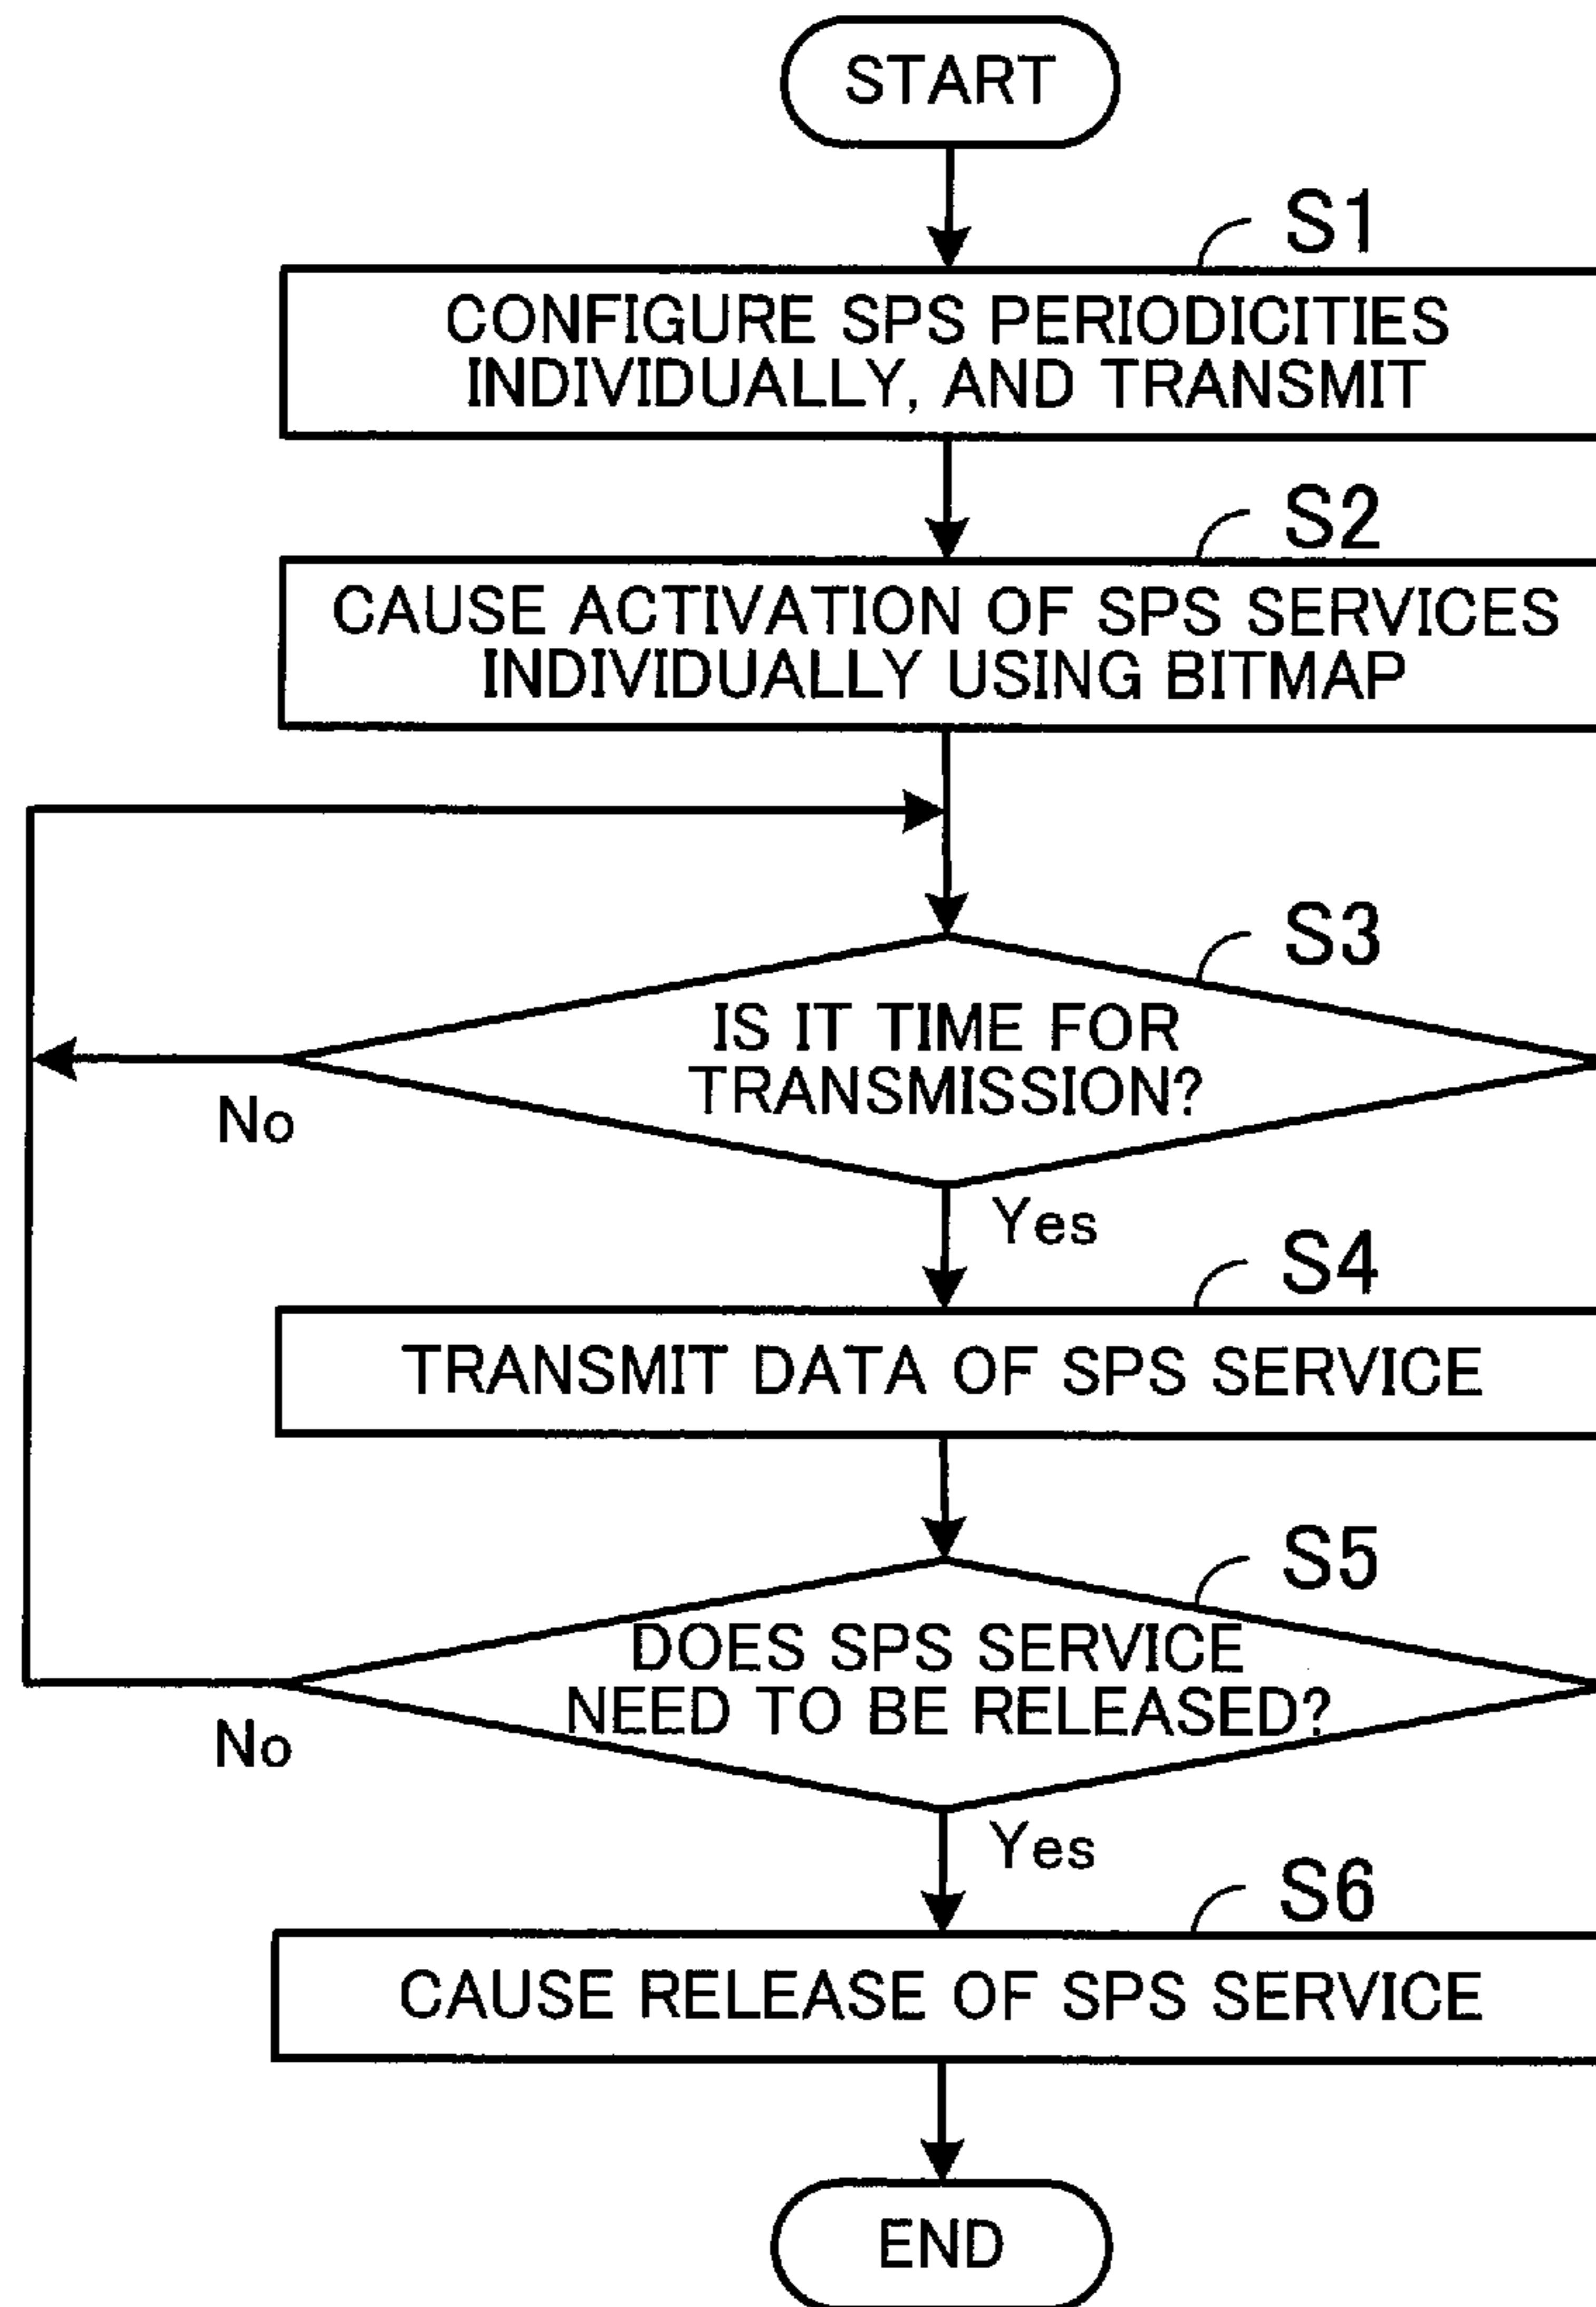 START
S1
CONFIGURE SPS PERIODICITIES
INDIVIDUALLY, AND TRANSMIT
S2
CAUSE ACTIVATION OF SPS SERVICES
INDIVIDUALLY USING BITMAP
S3
IS IT TIME FOR
TRANSMISSION?
No
Yes
S4
TRANSMIT DATA OF SPS SERVICE
S5
DOES SPS SERVICE
NEED TO BE RELEASED?
No
Yes
S6
CAUSE RELEASE OF SPS SERVICE
END